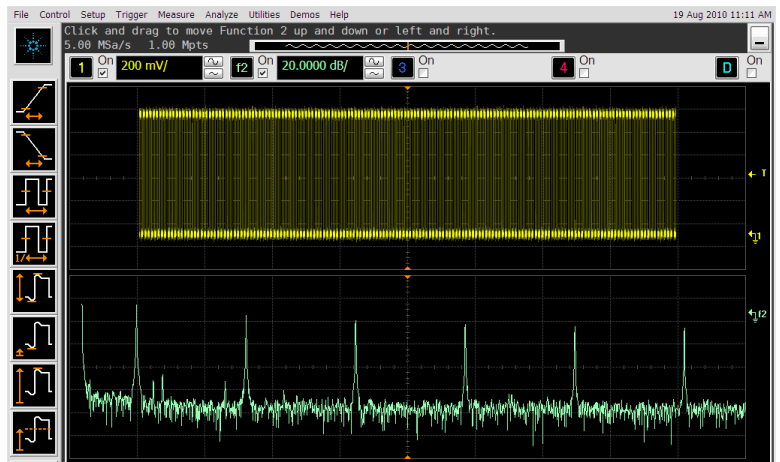 File Control Setup Trigger Measure Analyze Utilities Demos Help 19 Aug 2010 11:11 AM
Click and drag to move Function 2 up and down or left and right.
5.00 MSa/s 1.00 Mpts
1 On 200 mV/ f2 On 20.0000 dB/ 3 On 4 On D On
T
1
1/
f2